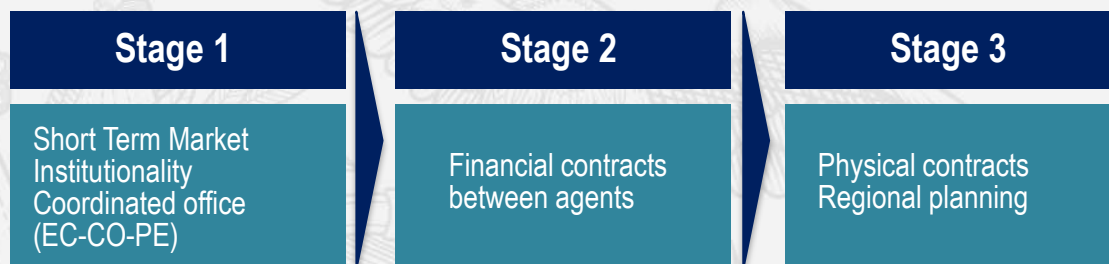 Stage 1
Short Term Market
Institutionality
Coordinated office
(EC-CO-PE)
Stage 2
Financial contracts
between agents
Stage 3
Physical contracts
Regional planning